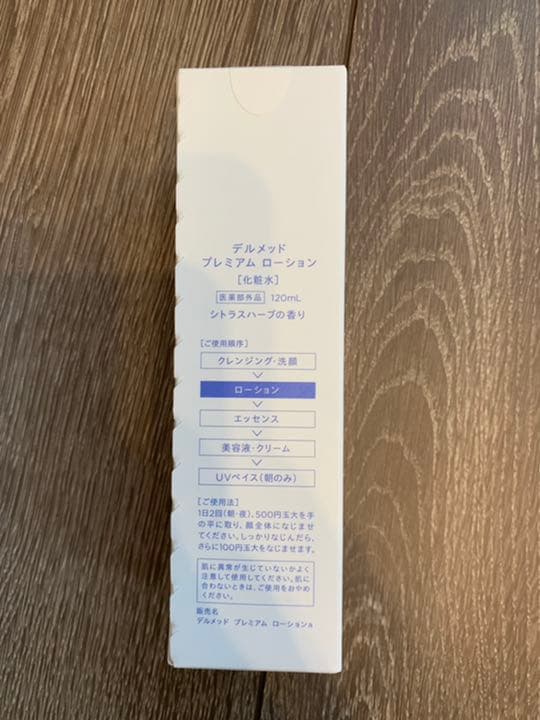 デルメッド
プレミアム ローション
[化粧水]
医薬部外品 120mL
シトラスハーブの香り
[ご使用順序]
クレンジング・洗顔
ローション
エッセンス
美容液・クリーム
UVベイス(朝のみ)
[ご使用法]
1日2回(朝・夜)、500円玉大を手
の平に取り、顔全体になじませ
てください。しっかりなじんだら、
さらに100円玉大をなじませます。
肌に異常が生じていないかよく
注意して使用してください。肌に
合わないときは、ご使用をおやめ
ください。
販売名
デルメッド プレミアム ローションa